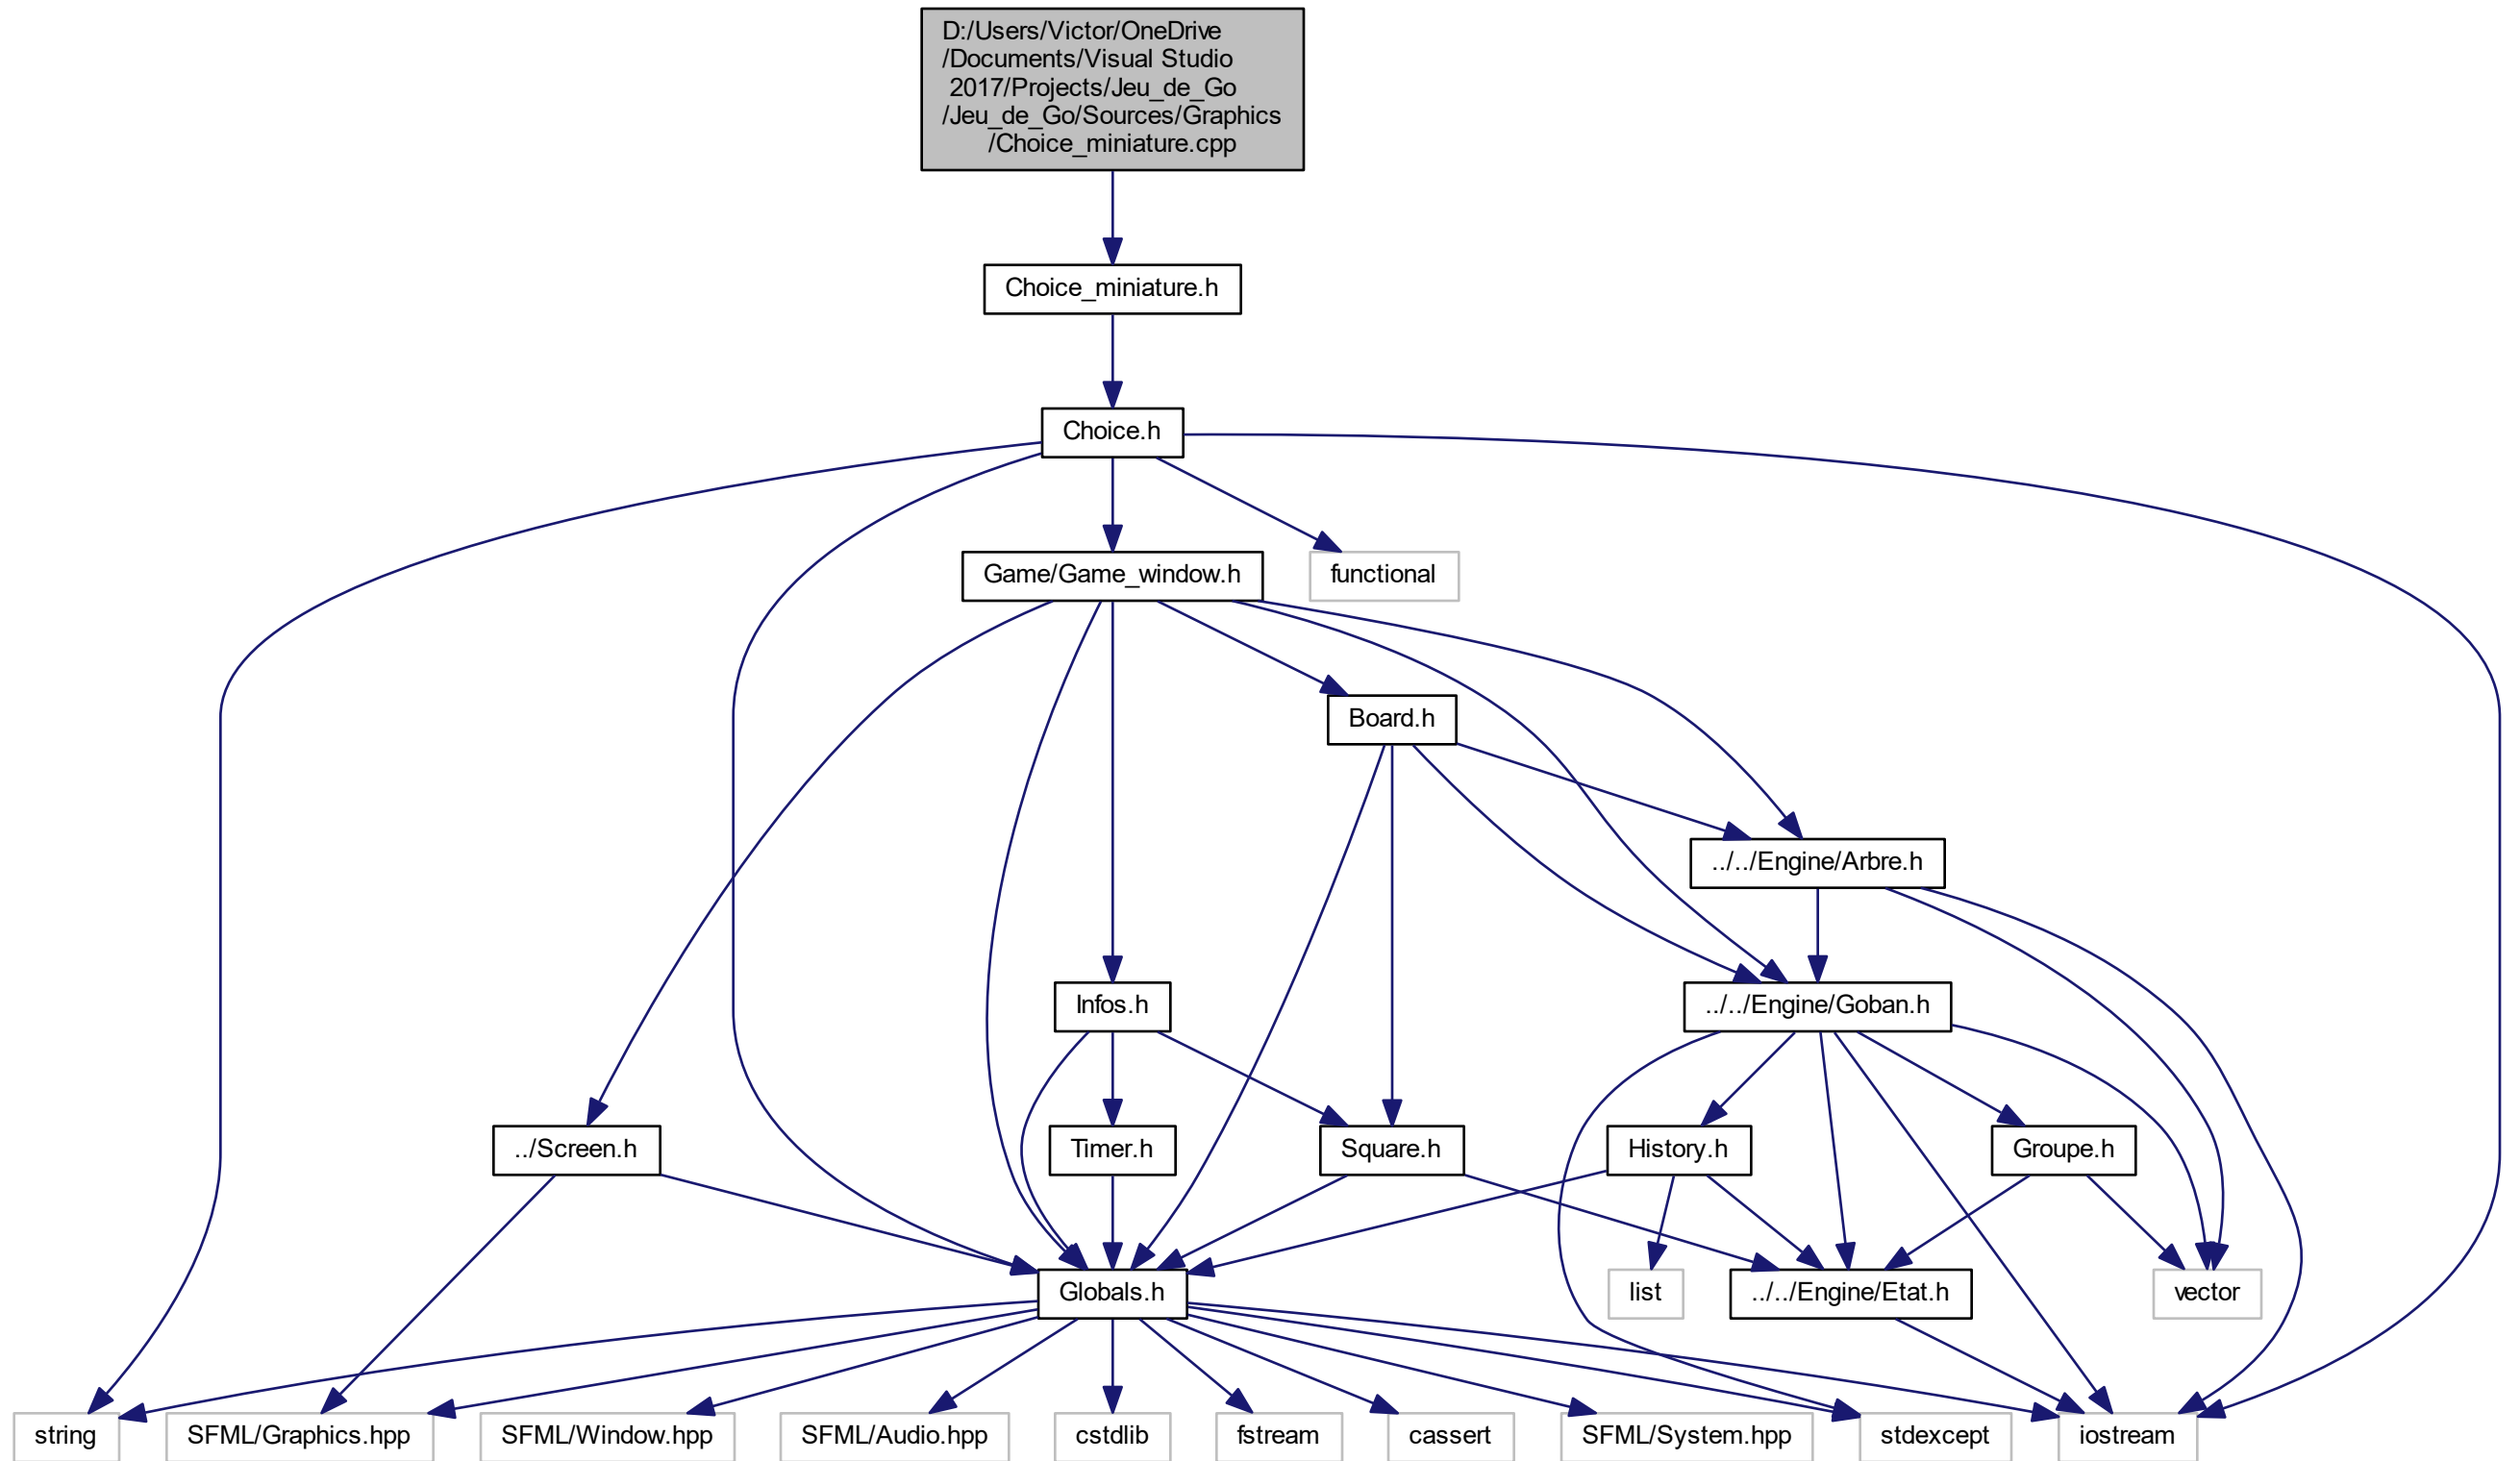 D:/Users/Victor/OneDrive
/Documents/Visual Studio
2017/Projects/Jeu_de_Go
/Jeu_de_Go/Sources/Graphics
/Choice_miniature.cpp
Choice_miniature.h
Choice.h
Game/Game_window.h
functional
Board.h
../../Engine/Arbre.h
Infos.h
../../Engine/Goban.h
../Screen.h
Timer.h
Square.h
History.h
Groupe.h
Globals.h
list
../../Engine/Etat.h
vector
string
SFML/Graphics.hpp
SFML/Window.hpp
SFML/Audio.hpp
cstdlib
fstream
cassert
SFML/System.hpp
stdexcept
iostream